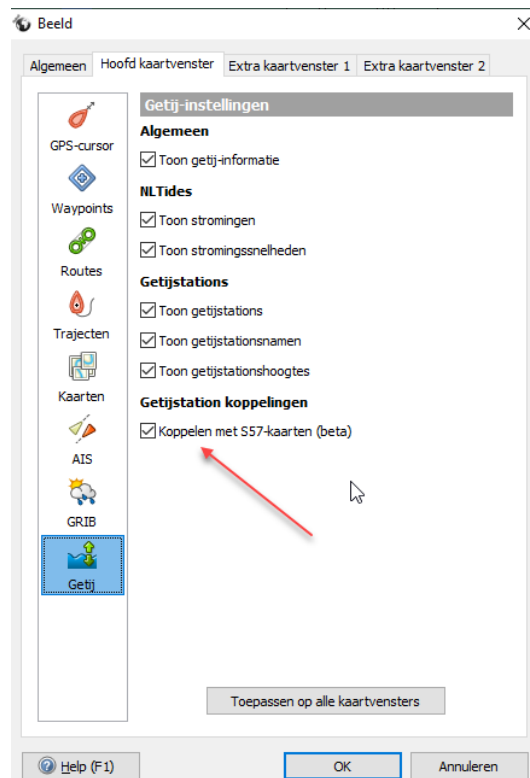 Beeld
Algemeen Hoofd kaartvenster Extra kaartvenster 1 Extra kaartvenster 2
GPS-cursor
Waypoints
Routes
Trajecten
Kaarten
AIS
GRIB
Getij
Getij-instellingen
Algemeen
Toon getij-informatie
NLTides
Toon stromingen
Toon stromingssnelheden
Getijstations
Toon getijstations
Toon getijstationsnamen
Toon getijstationshoogtes
Getijstation koppelingen
Koppelen met S57-kaarten (beta)
Toepassen op alle kaartvensters
Help (F1) OK Annuleren